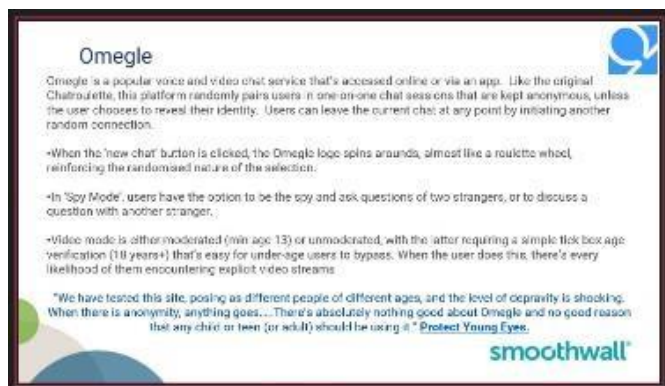 Omegle
Omegle is a popular voice and video chat service that's accessed online or via an app. Like the original
Chatroulette, this platform randomly pairs users in one-on-one chat sessions that are kept anonymous, unless
the user chooses to reveal their identity. Users can leave the current chat at any point by initiating another
random connection.
•When the 'new chat' button is clicked, the Omegle logo spins arounds, almost like a roulette wheel,
reinforcing the randomised nature of the selection.
•In 'Spy Mode', users have the option to be the spy and ask questions of two strangers, or to discuss a
question with another stranger.
•Video mode is either moderated (min age 13) or unmoderated, with the latter requiring a simple tick box age
verification (18 years+) that's easy for under-age users to bypass. When the user does this, there's every
likelihood of them encountering explicit video streams
"We have tested this site, posing as different people of different ages, and the level of depravity is shocking.
When there is anonymity, anything goes....There's absolutely nothing good about Omegle and no good reason
that any child or teen (or adult) should be using it." Protect Young Eyes.
smoothwall